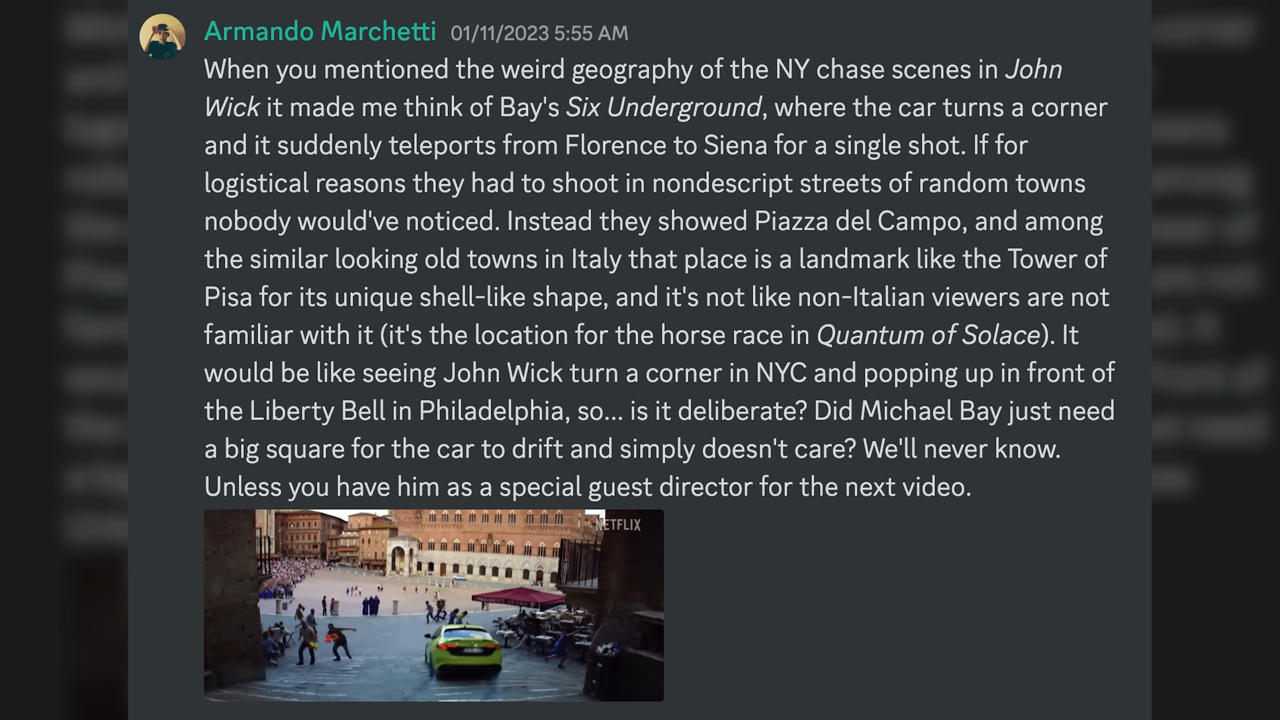 Armando Marchetti 01/11/2023 5:55 AM
When you mentioned the weird geography of the NY chase scenes in John
Wick it made me think of Bay's Six Underground, where the car turns a corner
and it suddenly teleports from Florence to Siena for a single shot. If for
logistical reasons they had to shoot in nondescript streets of random towns
nobody would've noticed. Instead they showed Piazza del Campo, and among
the similar looking old towns in Italy that place is a landmark like the Tower of
Pisa for its unique shell-like shape, and it's not like non-Italian viewers are not
familiar with it (it's the location for the horse race in Quantum of Solace). It
would be like seeing John Wick turn a corner in NYC and popping up in front of
the Liberty Bell in Philadelphia, so... is it deliberate? Did Michael Bay just need
a big square for the car to drift and simply doesn't care? We'll never know.
Unless you have him as a special guest director for the next video.
NETFLIX